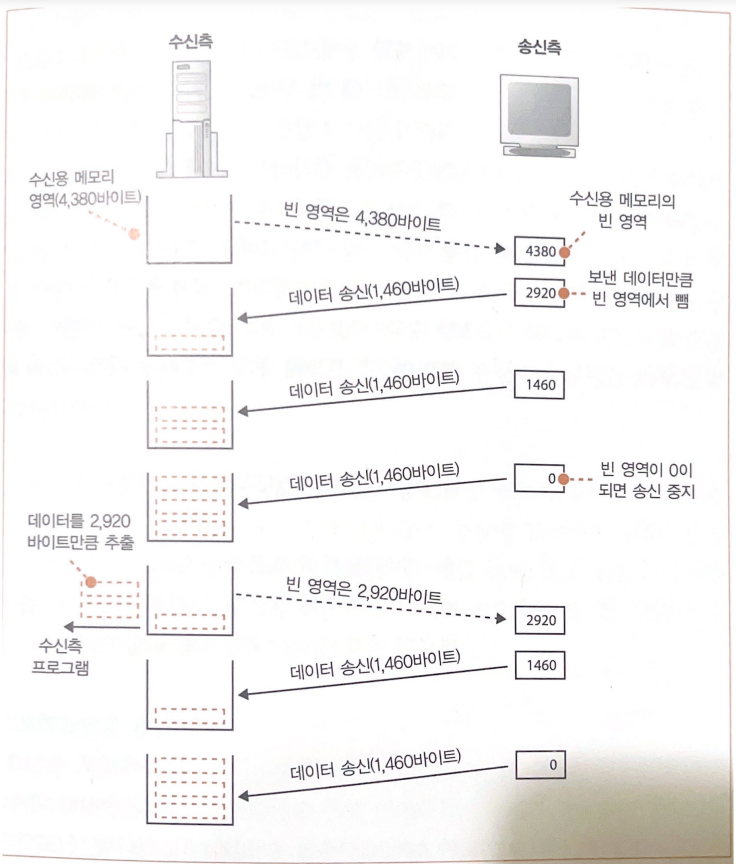 수신측
송신측
수신용 메모리
영역(4,380바이트)
빈 영역은 4,380바이트
수신용 메모리의
빈 영역
4380
데이터 송신(1,460바이트)
2920
보낸 데이터만큼
빈 영역에서 뺌
데이터 송신(1,460바이트)
1460
데이터 송신(1,460바이트)
0
빈 영역이 0이
되면 송신 중지
데이터를 2,920
바이트만큼 추출
빈 영역은 2,920바이트
2920
수신측
프로그램
데이터 송신(1,460바이트)
1460
데이터 송신(1,460바이트)
0